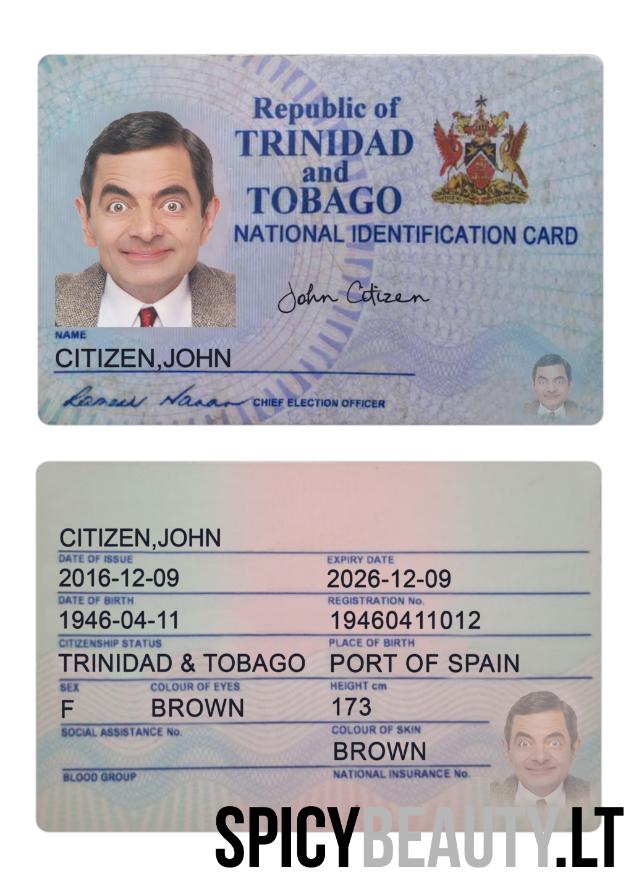 Republic of
TRINIDAD
and
TOBAGO
NATIONAL IDENTIFICATION CARD
John Citizen
NAME
CITIZEN,JOHN
CHIEF ELECTION OFFICER
CITIZEN,JOHN
DATE OF ISSUE EXPIRY DATE
2016-12-09 2026-12-09
DATE OF BIRTH REGISTRATION No.
1946-04-11 19460411012
CITIZENSHIP STATUS PLACE OF BIRTH
TRINIDAD & TOBAGO PORT OF SPAIN
SEX COLOUR OF EYES HEIGHT cm
F BROWN 173
SOCIAL ASSISTANCE No. COLOUR OF SKIN
BROWN
BLOOD GROUP NATIONAL INSURANCE No.
SPICYBEAUTY.LT